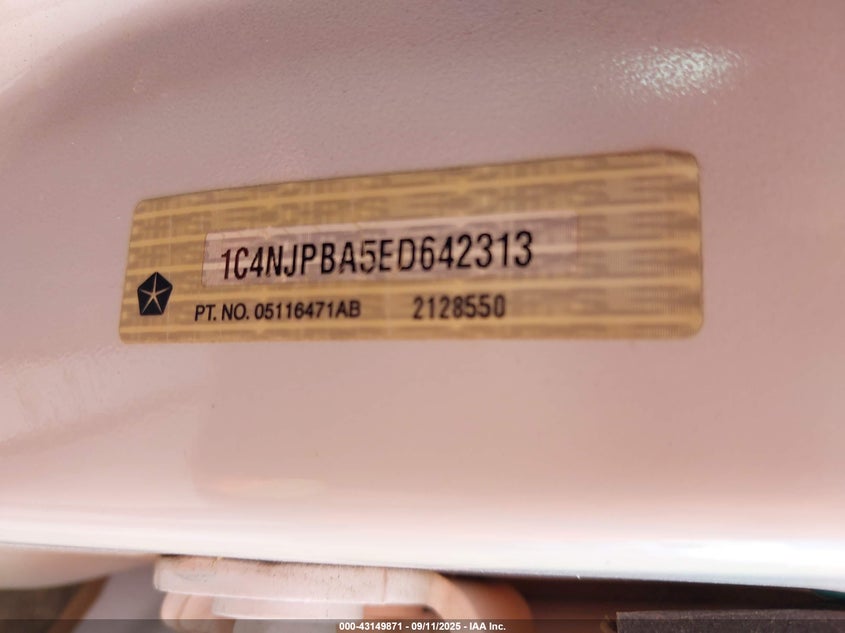 1C4NJPBA5ED642313
PT. NO. 05116471AB 2128550
000-43149871 - 09/11/2025 - IAA Inc.